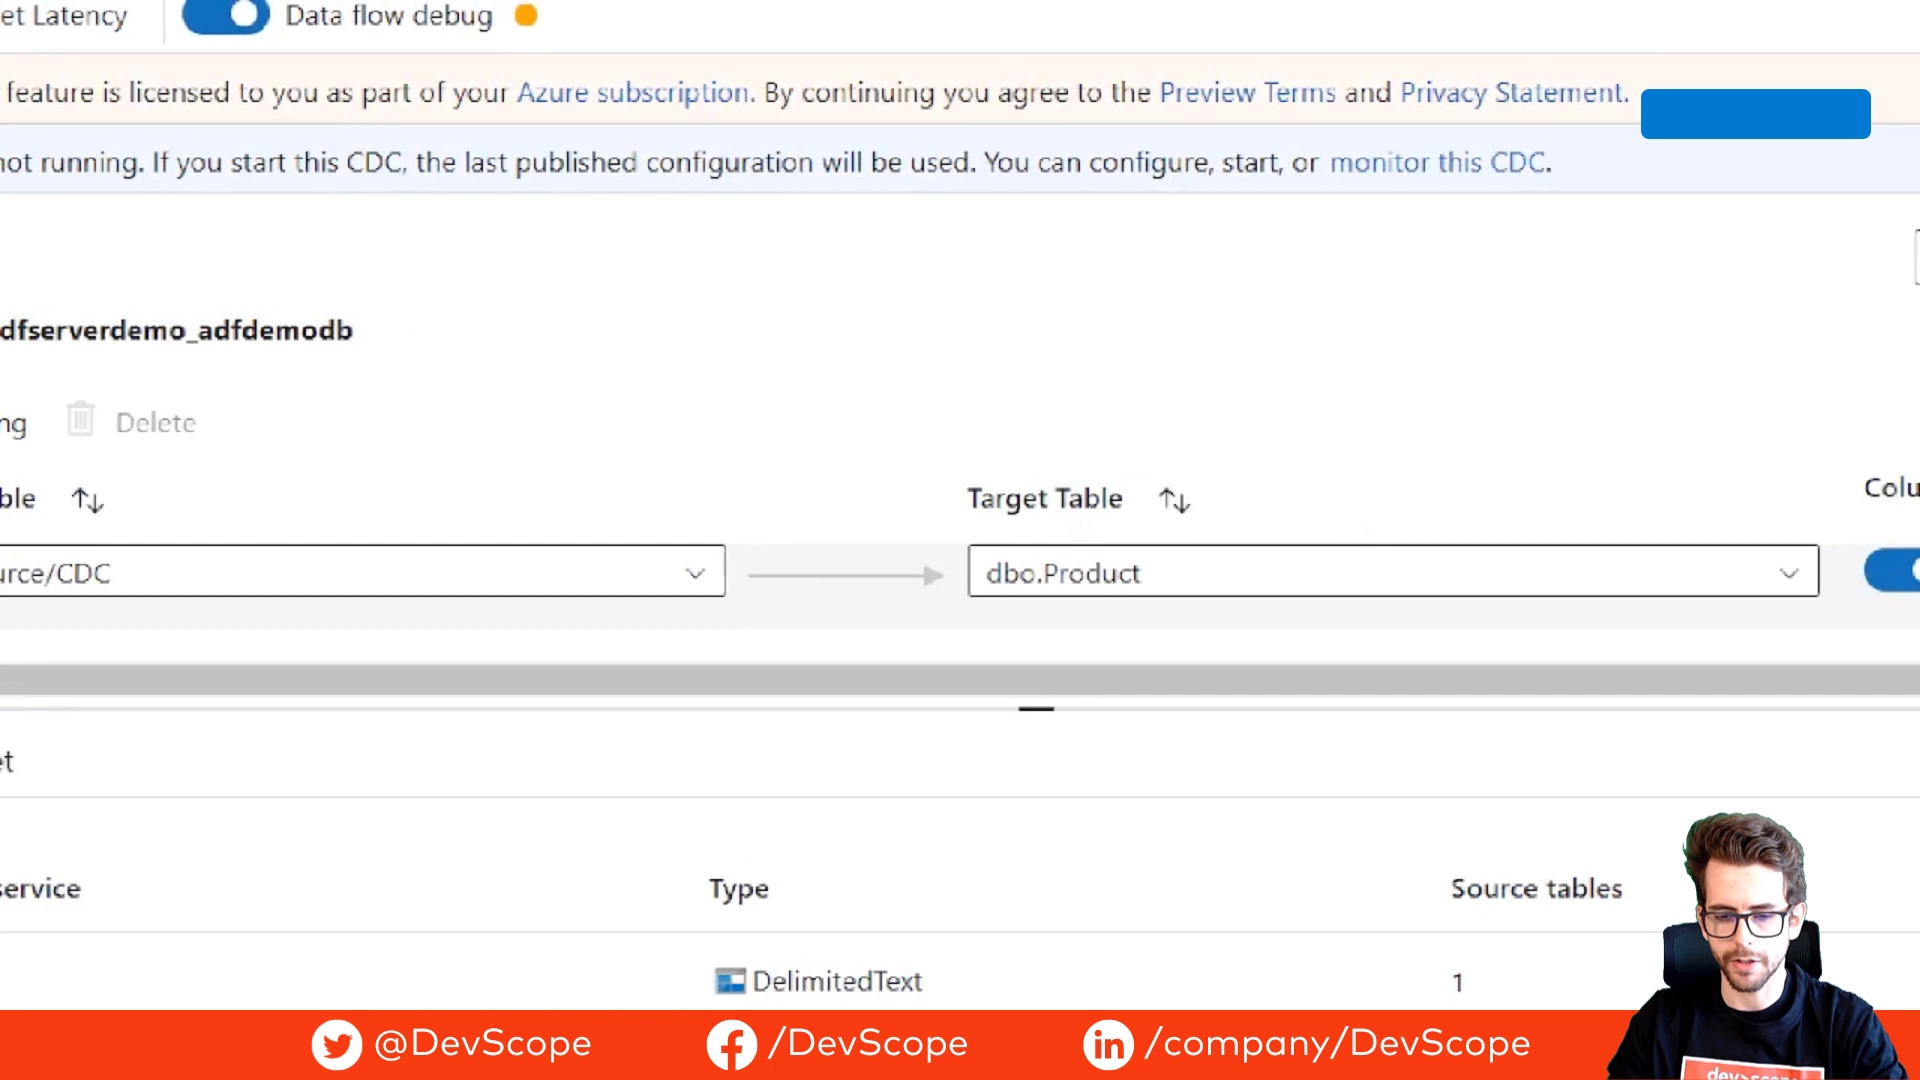 et Latency Data flow debug
feature is licensed to you as part of your Azure subscription. By continuing you agree to the Preview Terms and Privacy Statement.
not running. If you start this CDC, the last published configuration will be used. You can configure, start, or monitor this CDC.
dfserverdemo_adfdemodb
ng Delete
ble Target Table Colu
urce/CDC dbo.Product
et
service Type Source tables
DelimitedText 1
@DevScope /DevScope /company/DevScope